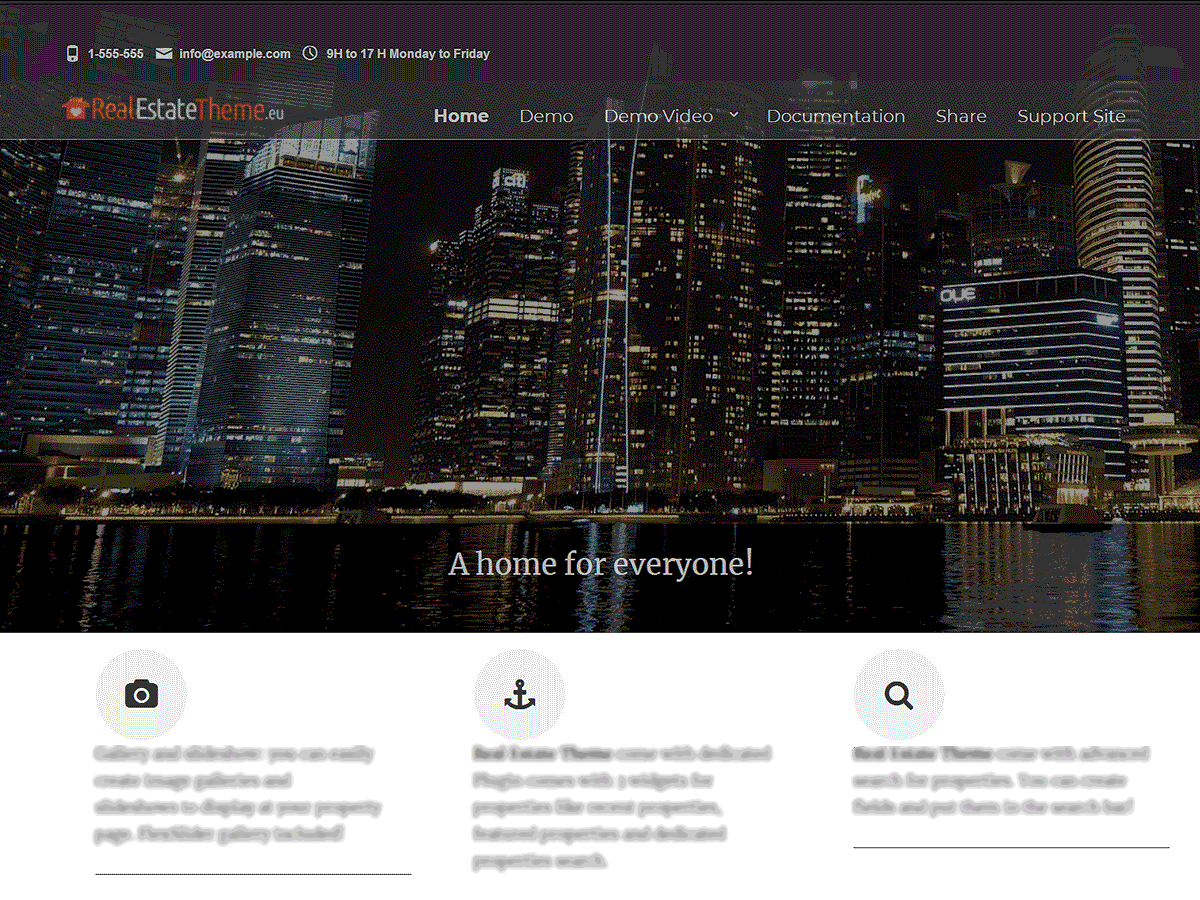 1-555-555 info@example.com 9H to 17 H Monday to Friday
RealEstateTheme.eu Home Demo Demo Video Documentation Share Support Site
citi
OUE
A home for everyone!
Gallery and slideshow: you can easily
create image galleries and
slideshows to display at your property
page. FlexSlider gallery included!
Real Estate Theme come with dedicated
Plugin comes with 3 widgets for
properties like recent properties,
featured properties and dedicated
properties search.
Real Estate Theme come with advanced
search for properties. You can create
fields and put them to the search bar!